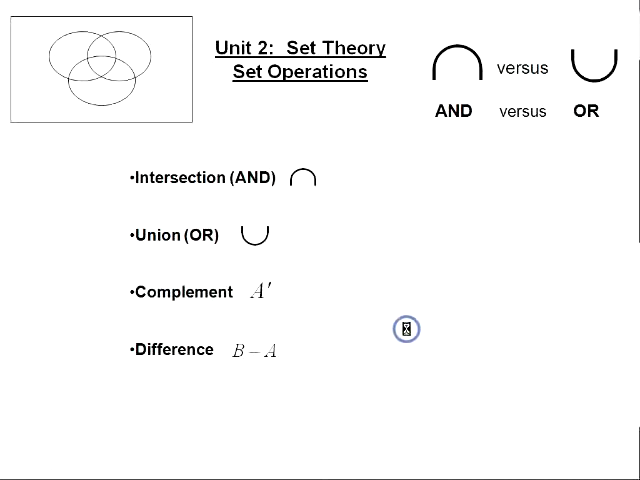 Unit 2: Set Theory
Set Operations
∩ versus ∪
AND versus OR
•Intersection (AND) ∩
•Union (OR) ∪
•Complement A′
•Difference B – A